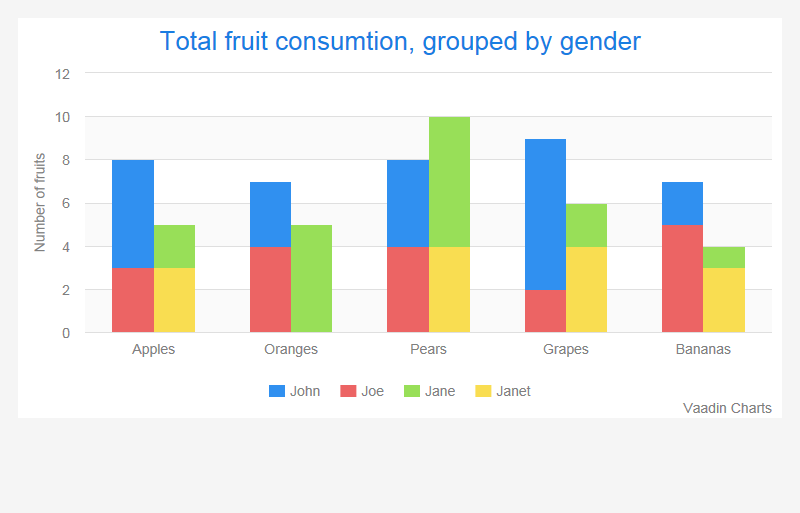 Total fruit consumtion, grouped by gender
Number of fruits
12
10
8
6
4
2
0
Apples Oranges Pears Grapes Bananas
John Joe Jane Janet
Vaadin Charts